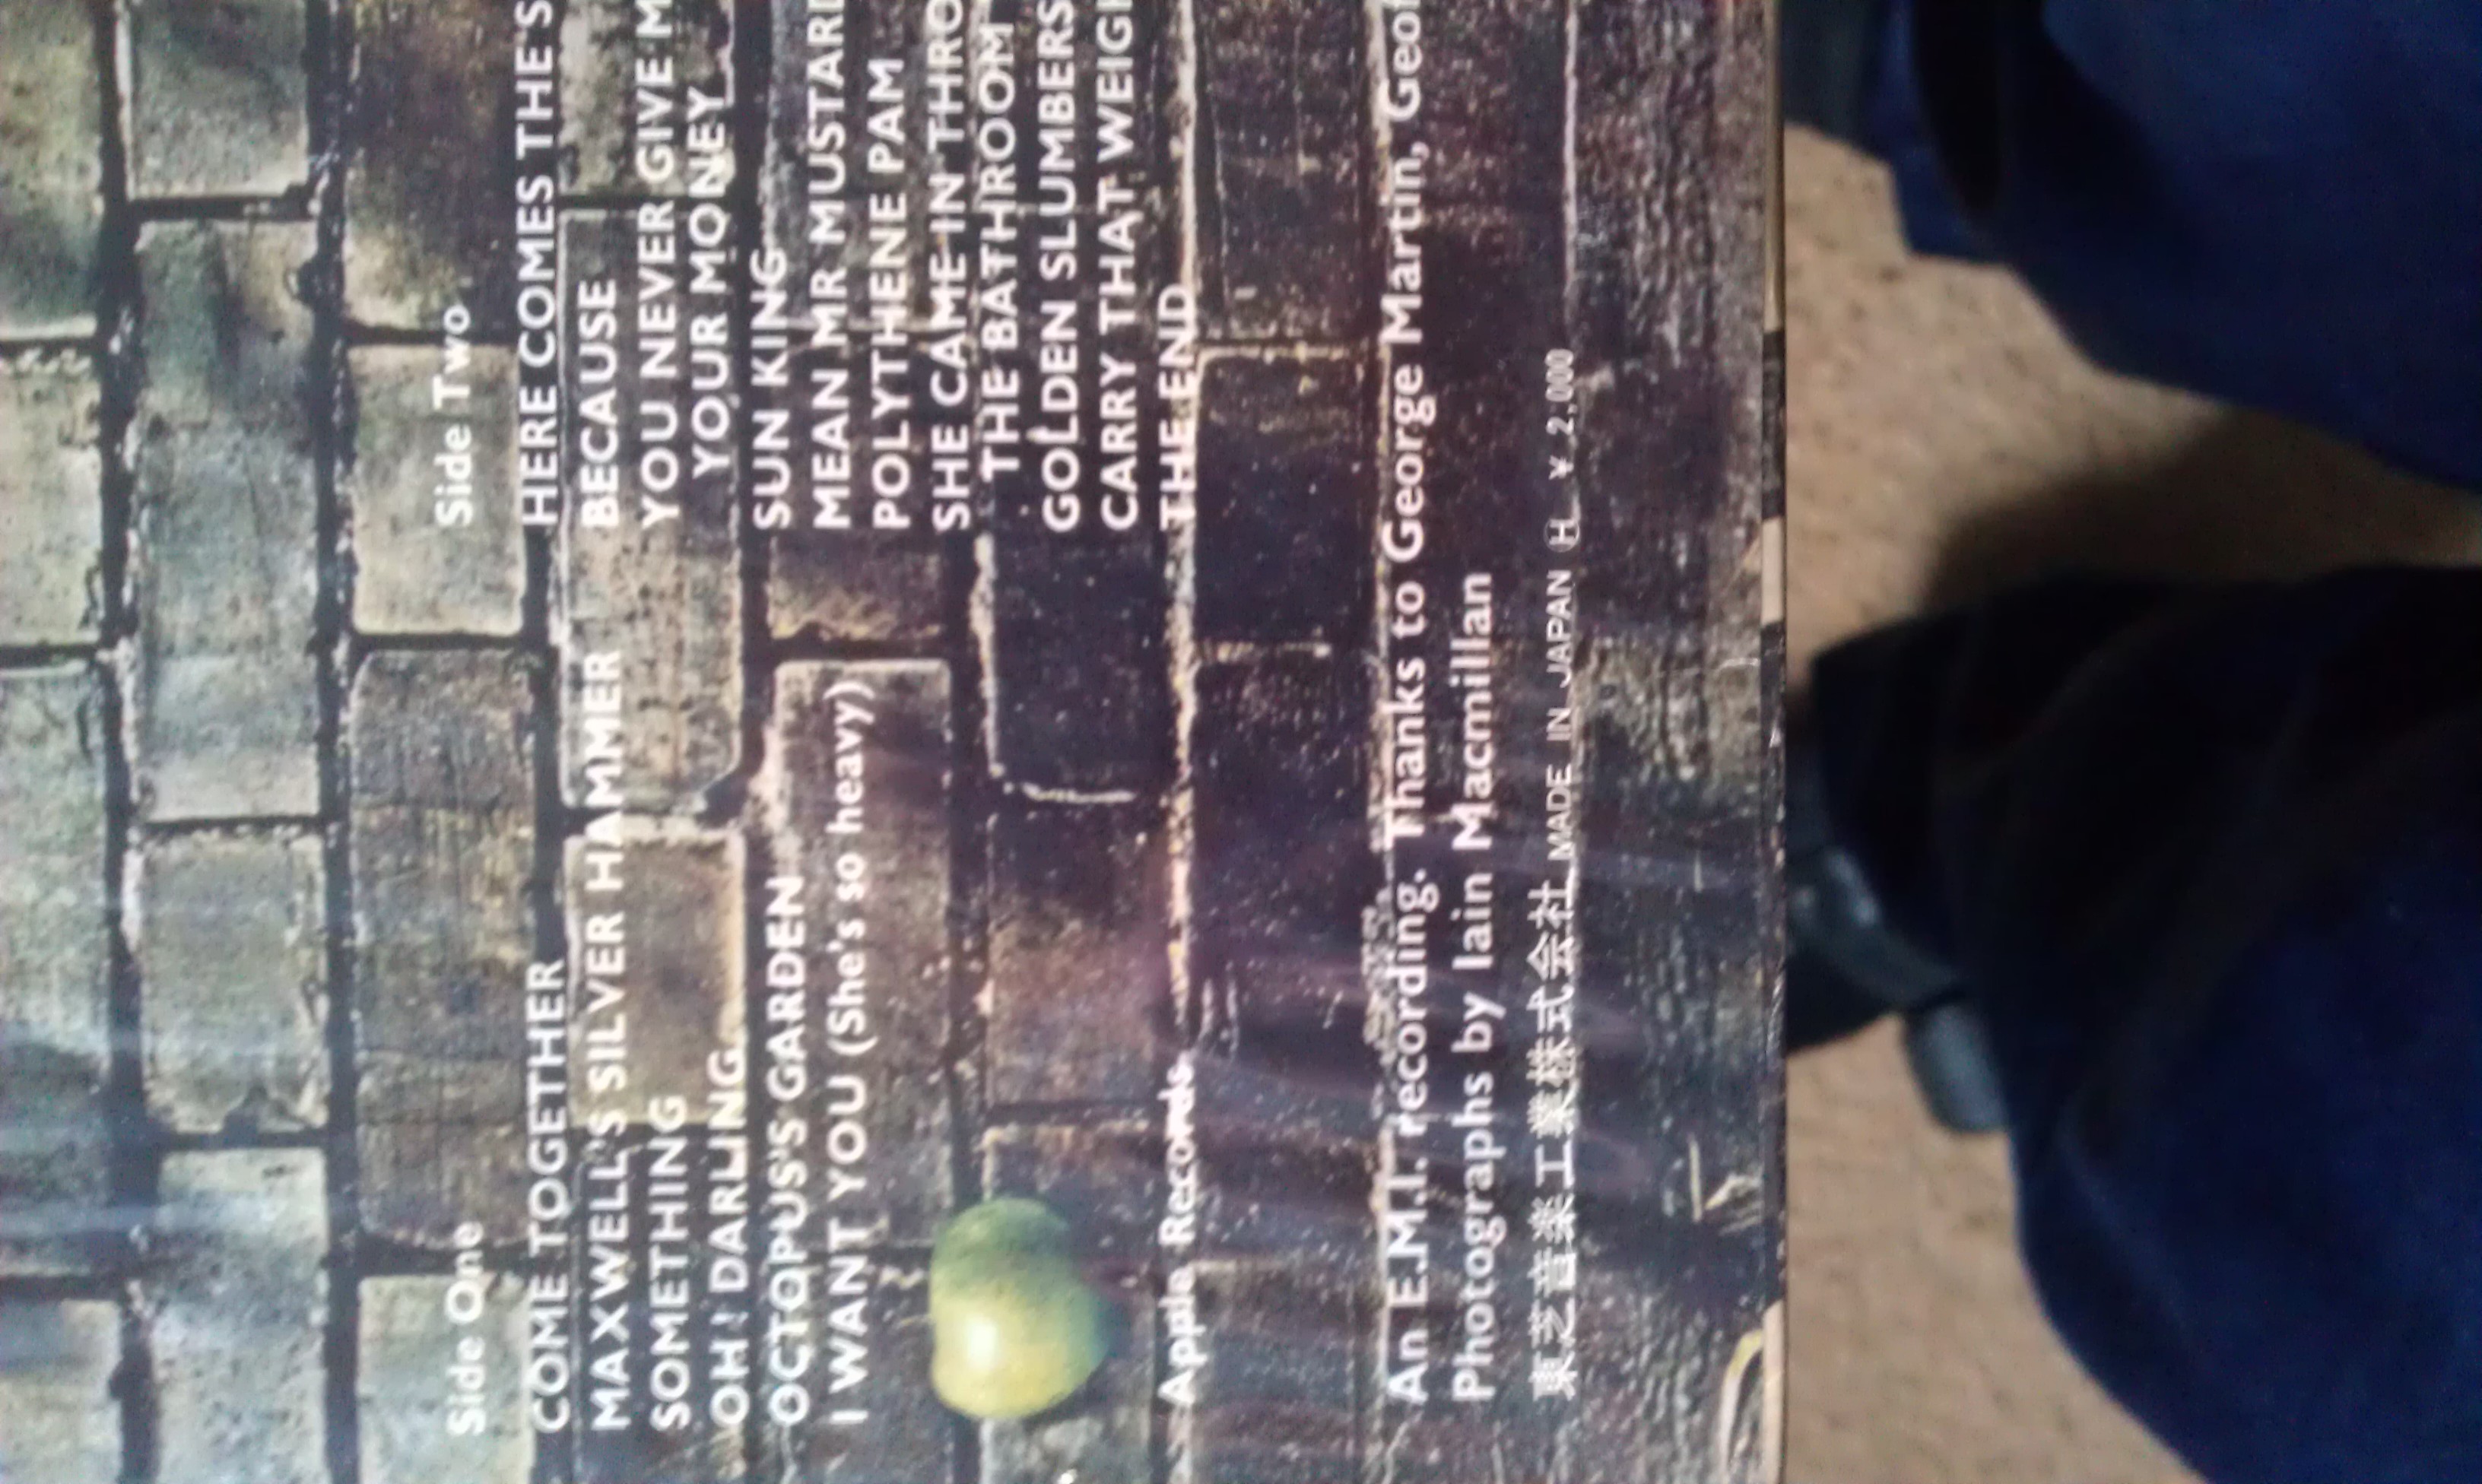 Side One
COME TOGETHER
MAXWELL'S SILVER HAMMER
SOMETHING
OH! DARLING
OCTOPUS'S GARDEN
I WANT YOU (She's so heavy)
Side Two
HERE COMES THE S
BECAUSE
YOU NEVER GIVE M
YOUR MONEY
SUN KING
MEAN MR MUSTARD
POLYTHENE PAM
SHE CAME IN THRO
THE BATHROOM
GOLDEN SLUMBERS
CARRY THAT WEIGH
THE END
Apple Records
An E.M.I. recording. Thanks to George Martin, Geof
Photographs by Iain Macmillan
東芝音楽工業株式会社 MADE IN JAPAN Ⓗ ¥ 2,000